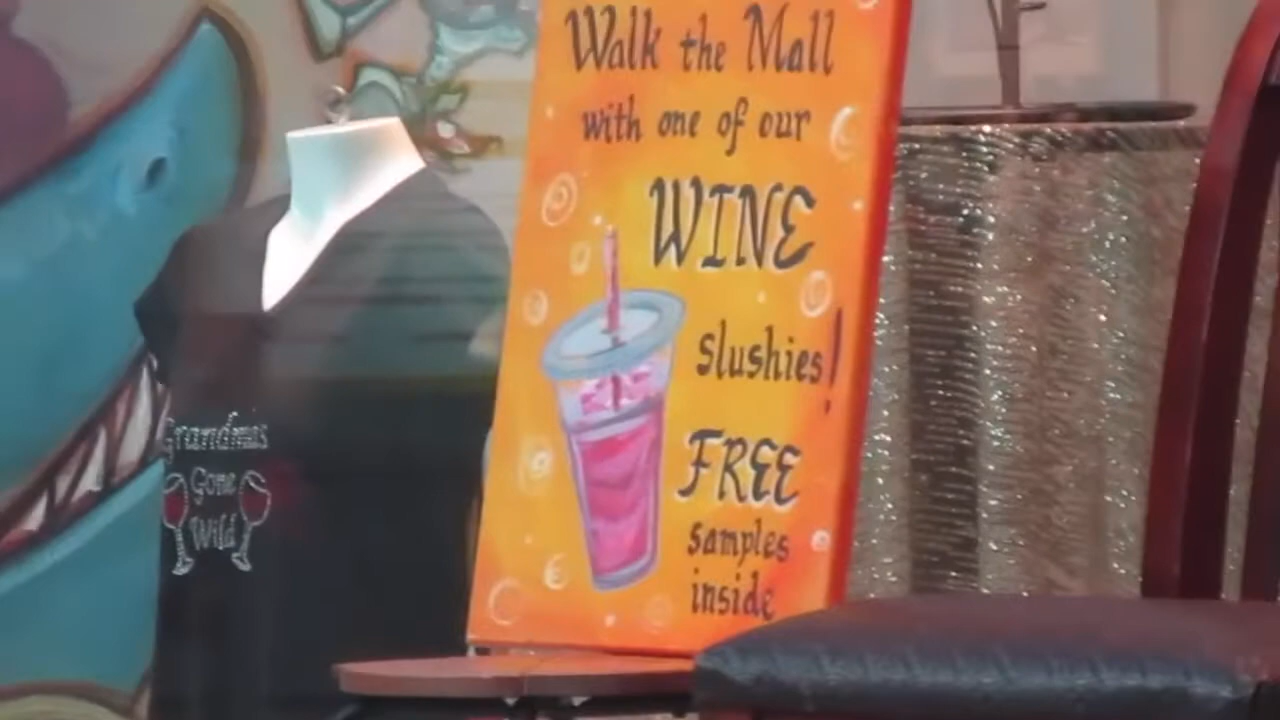 Walk the Mall
with one of our
WINE
slushies!
FREE
samples
inside
Grandmas
Gone
Wild